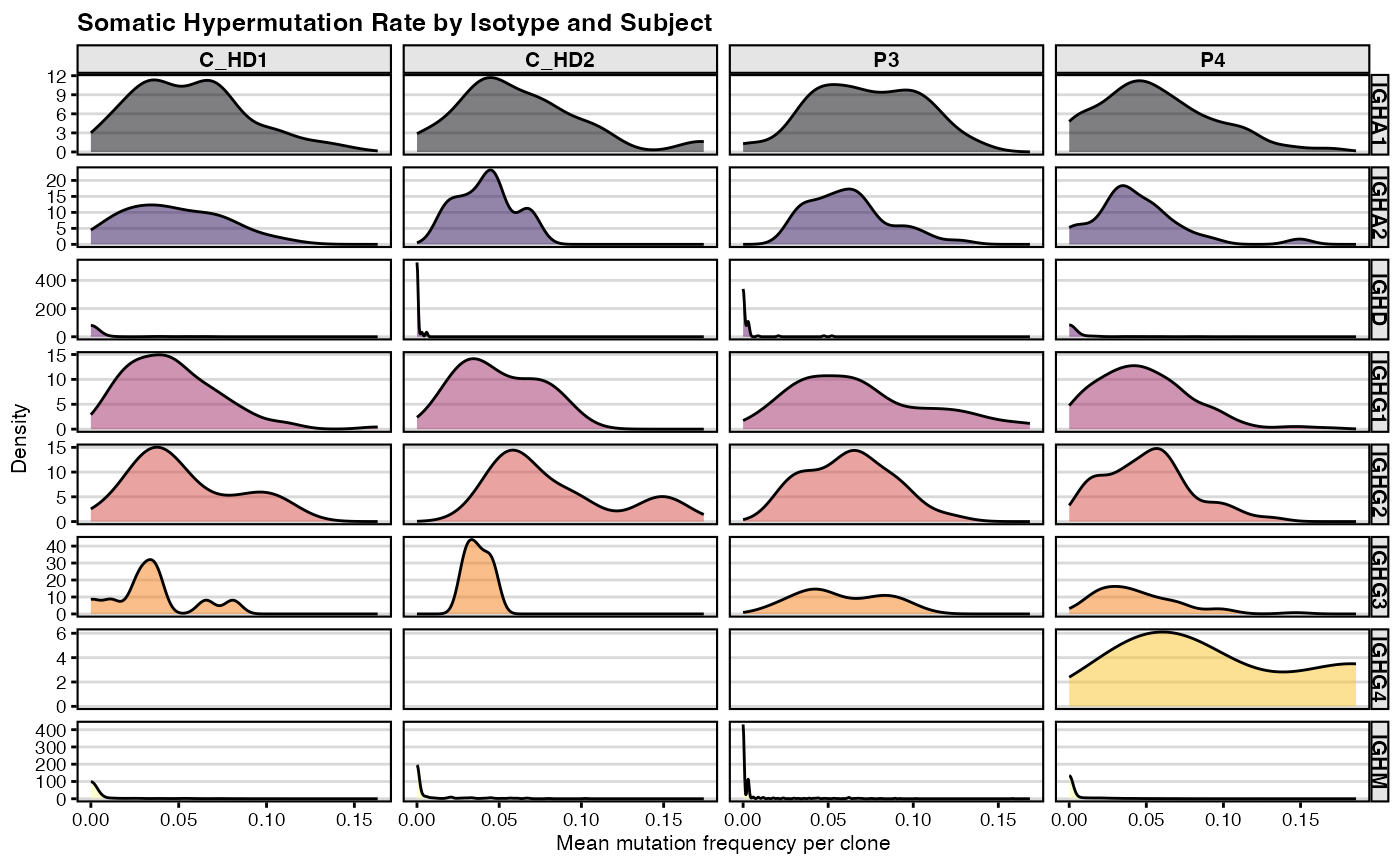 Somatic Hypermutation Rate by Isotype and Subject
C_HD1 C_HD2 P3 P4
12
9
6
3
0
IGHA1
20
15
10
5
0
IGHA2
400
200
0
IGHD
15
10
5
0
IGHG1
Density
15
10
5
0
IGHG2
40
30
20
10
0
IGHG3
6
4
2
0
IGHG4
400
300
200
100
0
IGHM
0.00 0.05 0.10 0.15 0.00 0.05 0.10 0.15 0.00 0.05 0.10 0.15 0.00 0.05 0.10 0.15
Mean mutation frequency per clone